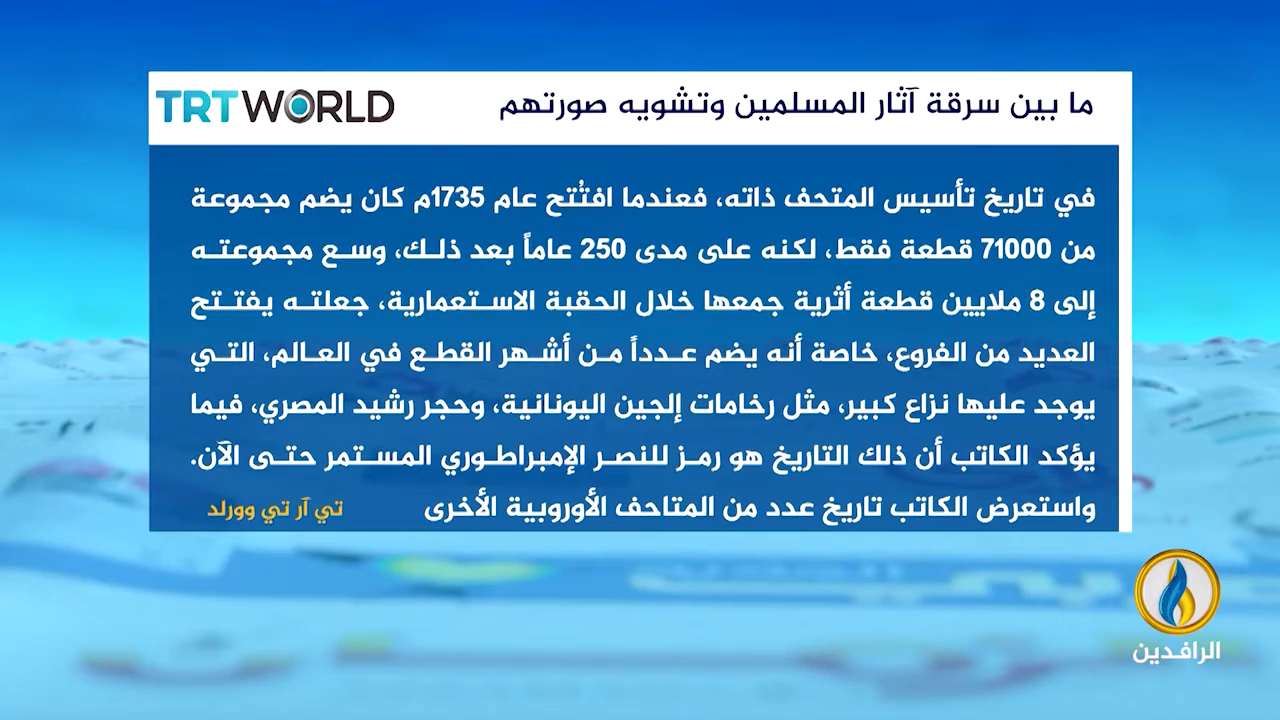 TRT WORLD
ما بين سرقة آثار المسلمين وتشويه صورتهم
في تاريخ تأسيس المتحف ذاته، فعندما افتُتح عام 1735م كان يضم مجموعة
من 71000 قطعة فقط، لكنه على مدى 250 عاماً بعد ذلك، وسع مجموعته
إلى 8 ملايين قطعة أثرية جمعها خلال الحقبة الاستعمارية، جعلته يفتتح
العديد من الفروع، خاصة أنه يضم عدداً من أشهر القطع في العالم، التي
يوجد عليها نزاع كبير، مثل رخامات إلجين اليونانية، وحجر رشيد المصري، فيما
يؤكد الكاتب أن ذلك التاريخ هو رمز للنصر الإمبراطوري المستمر حتى الآن.
واستعرض الكاتب تاريخ عدد من المتاحف الأوروبية الأخرى
تي آر تي وورلد
الرافدين